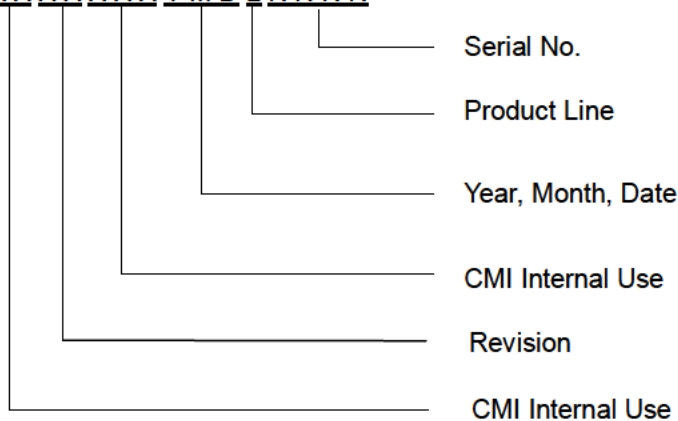 Serial No.
Product Line
Year, Month, Date
CMI Internal Use
Revision
CMI Internal Use